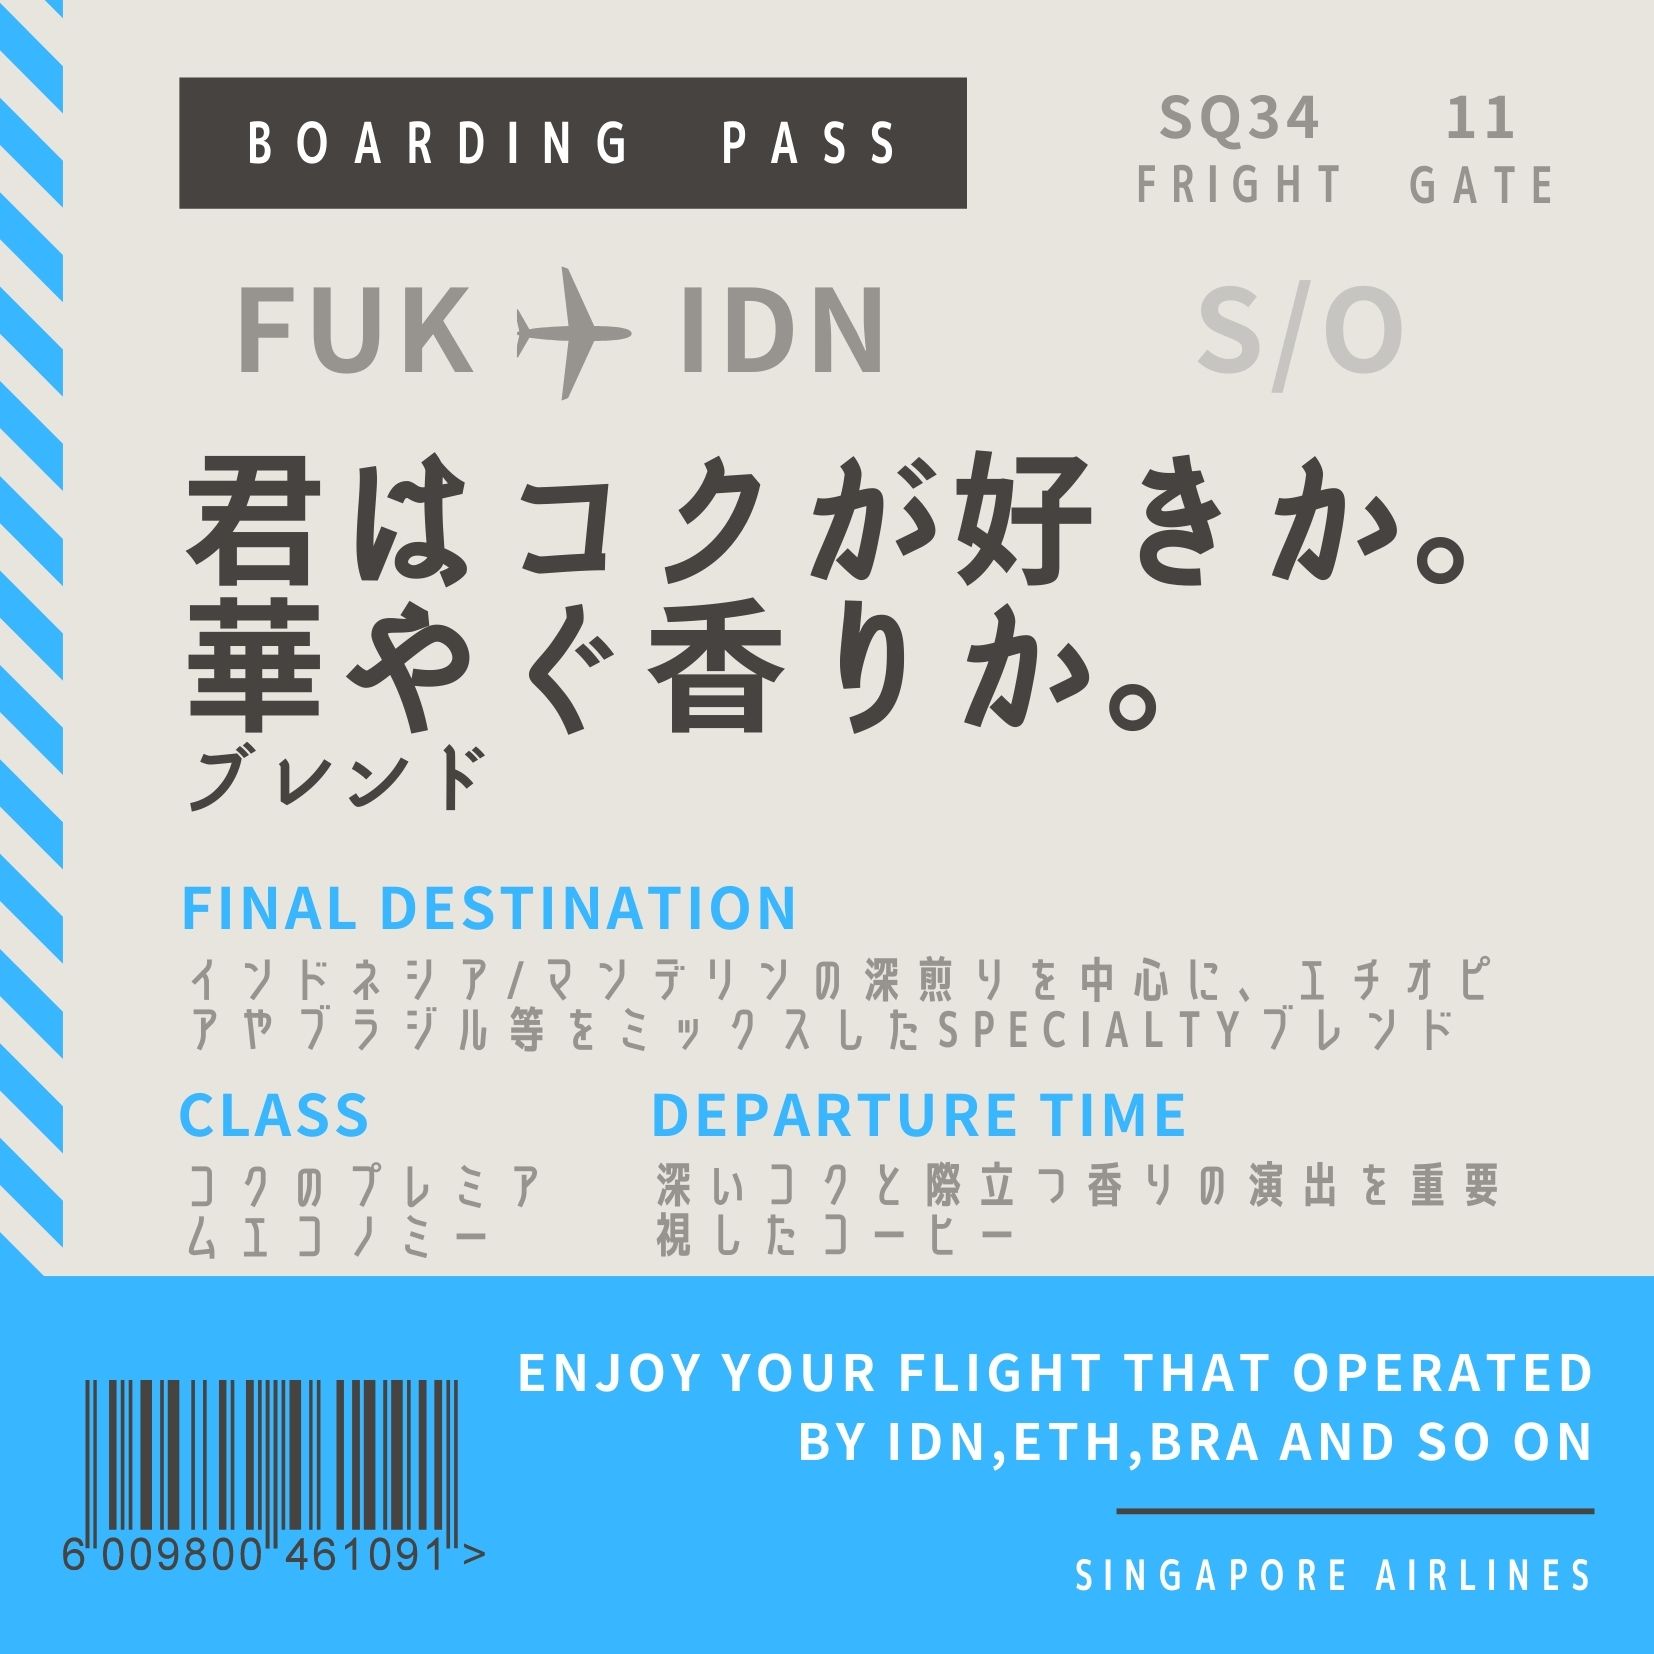 BOARDING PASS
SQ34 11
FRIGHT GATE
FUK IDN S/O
君はコクが好きか。
華やぐ香りか。
ブレンド
FINAL DESTINATION
インドネシア/マンデリンの深煎りを中心に、エチオピ
アやブラジル等をミックスしたSPECIALTYブレンド
CLASS
コクのプレミア
ムエコノミー
DEPARTURE TIME
深いコクと際立つ香りの演出を重要
視したコーヒー
ENJOY YOUR FLIGHT THAT OPERATED
BY IDN,ETH,BRA AND SO ON
6 009800 461091 >
SINGAPORE AIRLINES